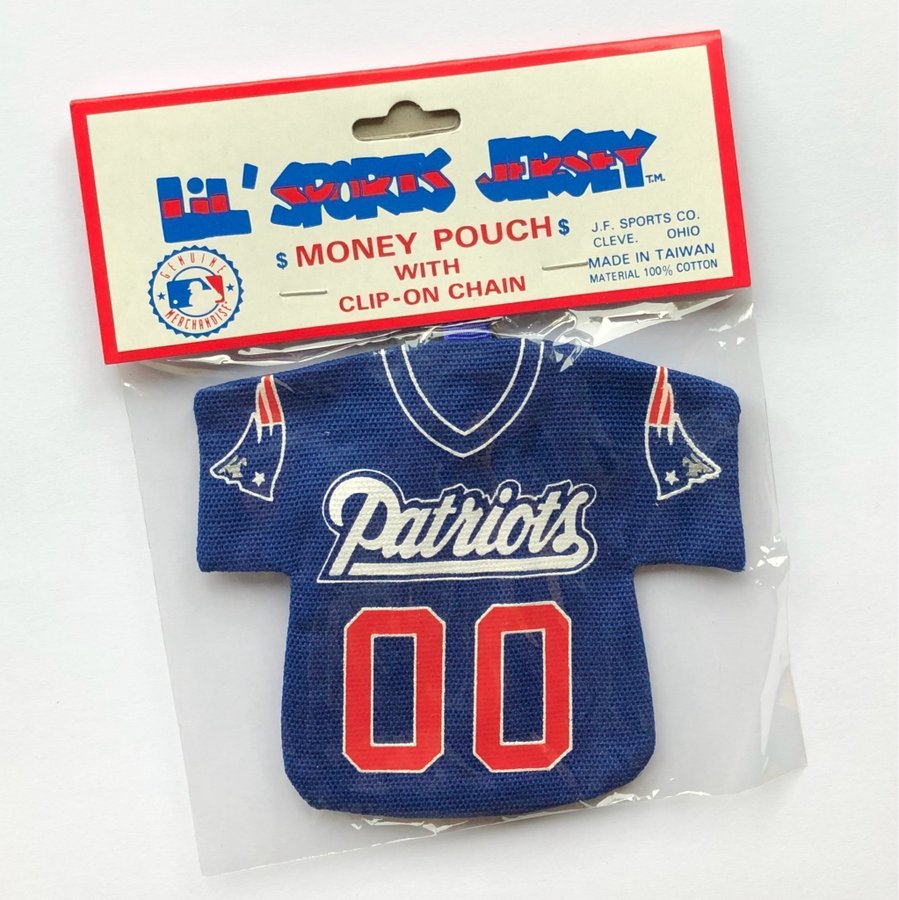 LIL' SPORTS JERSEY T.M.
$ MONEY POUCH $
WITH
CLIP-ON CHAIN
J.F. SPORTS CO.
CLEVE. OHIO
MADE IN TAIWAN
MATERIAL 100% COTTON
GENUINE
MERCHANDISE
Patriots
00